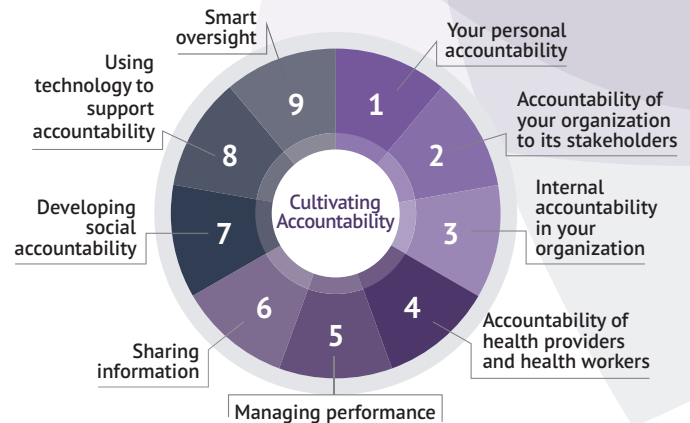 Smart
oversight
Your personal
accountability
Using
technology to
support
accountability
Accountability of
your organization
to its stakeholders
Internal
accountability
in your
organization
Developing
social
accountability
Accountability of
health providers
and health workers
Sharing
information
Managing performance
Cultivating
Accountability
1
2
3
4
5
6
7
8
9